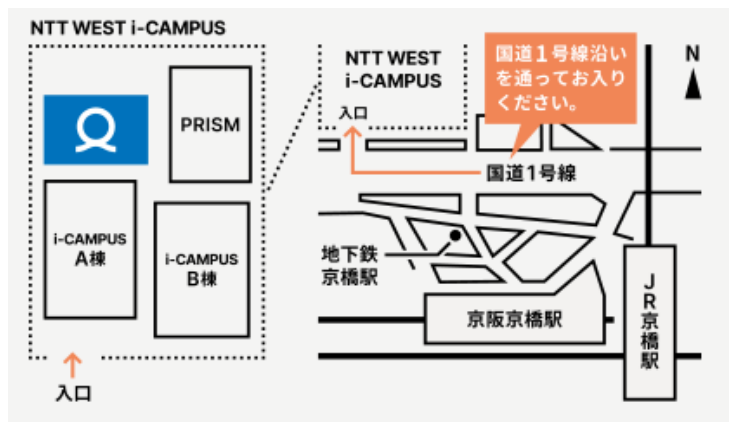 NTT WEST i-CAMPUS
PRISM
i-CAMPUS
A棟
i-CAMPUS
B棟
入口
NTT WEST
i-CAMPUS
入口
国道1号線沿い
を通ってお入り
ください。
N
国道1号線
地下鉄
京橋駅
京阪京橋駅
JR京橋駅